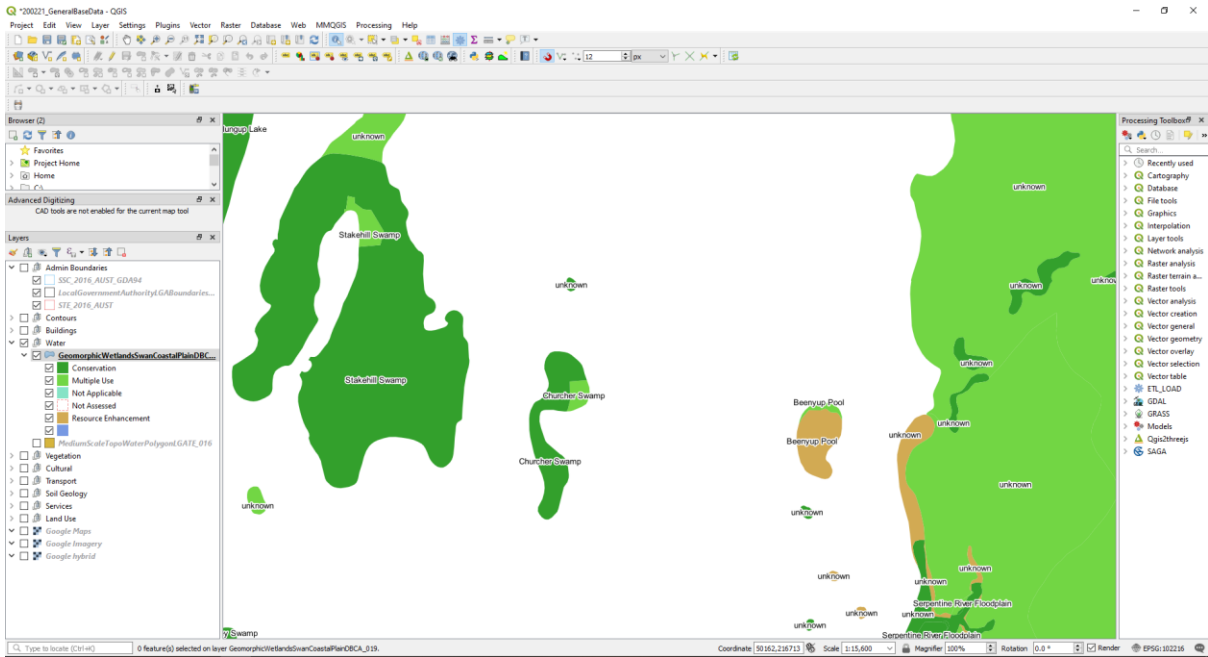 *200221_GeneralBaseData - QGIS
Project Edit View Layer Settings Plugins Vector Raster Database Web MMQGIS Processing Help
12 px
Browser (2)
Favorites
Project Home
Home
C:\
Advanced Digitizing
CAD tools are not enabled for the current map tool
Layers
Admin Boundaries
SSC_2016_AUST_GDA94
LocalGovernmentAuthorityLGABoundaries...
STE_2016_AUST
Contours
Buildings
Water
GeomorphicWetlandsSwanCoastalPlainDBC...
Conservation
Multiple Use
Not Applicable
Not Assessed
Resource Enhancement
MediumScaleTopoWaterPolygonLGATE_016
Vegetation
Cultural
Transport
Soil Geology
Services
Land Use
Google Maps
Google Imagery
Google hybrid
lungup Lake
unknown
unknown
Stakehill Swamp
unknown
unknown
unknow
unknown
Stakehill Swamp
Churcher Swamp
Beenyup Pool
unknown
unknown
Beenyup Pool
Churcher Swamp
unknown
unknown
unknown
unknown
unknown
unknown
Serpentine River Floodplain
unknown
unknown
unknown
y Swamp
Serpentine River Floodplain
Processing Toolbox
Search...
Recently used
Cartography
Database
File tools
Graphics
Interpolation
Layer tools
Network analysis
Raster analysis
Raster terrain a...
Raster tools
Vector analysis
Vector creation
Vector general
Vector geometry
Vector overlay
Vector selection
Vector table
ETL_LOAD
GDAL
GRASS
Models
Qgis2threejs
SAGA
Type to locate (Ctrl+K) 0 feature(s) selected on layer GeomorphicWetlandsSwanCoastalPlainDBCA_019. Coordinate 50162,216713 Scale 1:15,600 Magnifier 100% Rotation 0.0 ° Render EPSG:102216